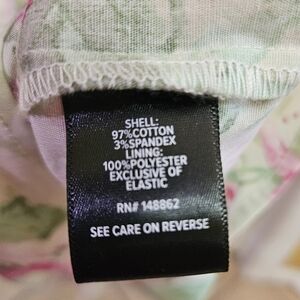 SHELL:
97%COTTON
3%SPANDEX
LINING:
100%POLYESTER
EXCLUSIVE OF
ELASTIC
RN# 148862
SEE CARE ON REVERSE